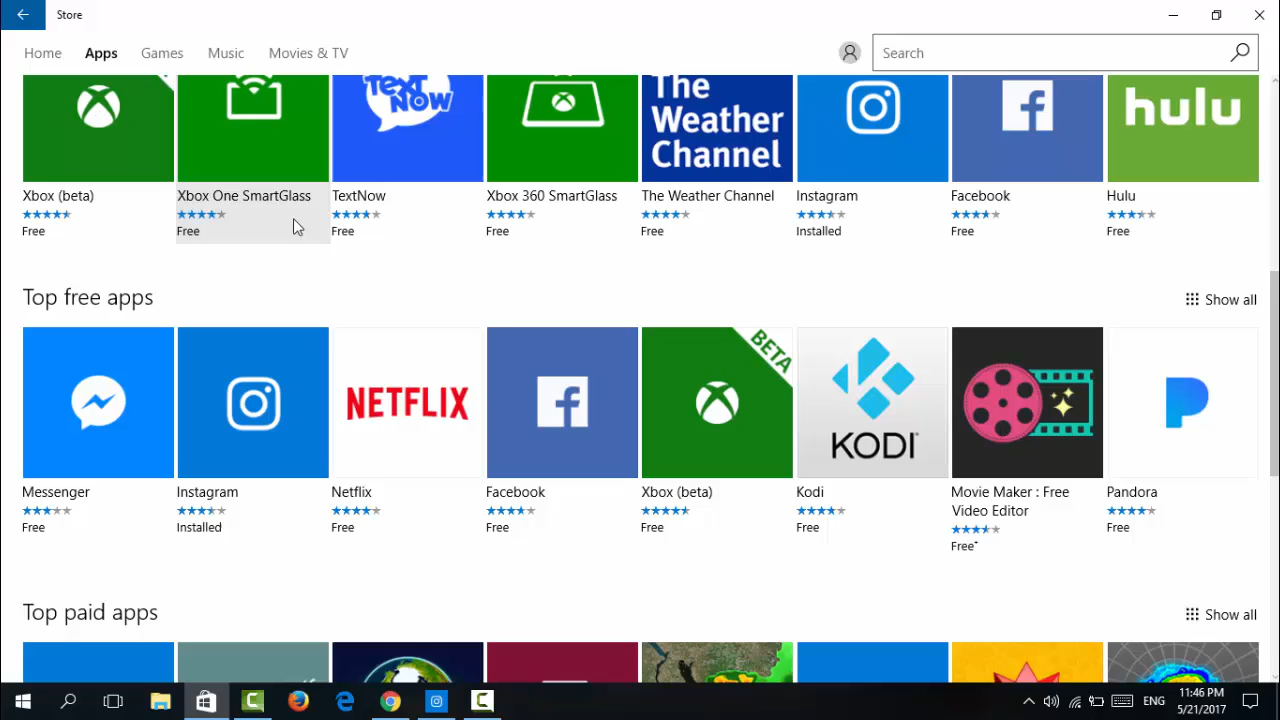 Store
Home Apps Games Music Movies & TV Search
Text
NOW
The
Weather
Channel
hulu
Xbox (beta) Xbox One SmartGlass TextNow Xbox 360 SmartGlass The Weather Channel Instagram Facebook Hulu
Free Free Free Free Free Installed Free Free
Top free apps Show all
NETFLIX
BETA
KODI
Messenger Instagram Netflix Facebook Xbox (beta) Kodi Movie Maker : Free Pandora
Video Editor
Free Installed Free Free Free Free Free
Free+
Top paid apps Show all
ENG
11:46 PM
5/21/2017